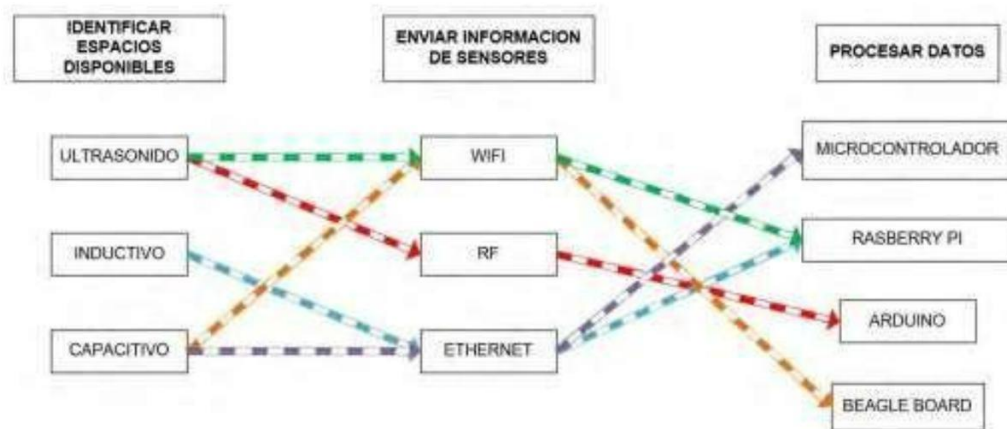 IDENTIFICAR
ESPACIOS
DISPONIBLES
ENVIAR INFORMACION
DE SENSORES
PROCESAR DATOS
ULTRASONIDO
WIFI
MICROCONTROLADOR
INDUCTIVO
RF
RASBERRY PI
ARDUINO
CAPACITIVO
ETHERNET
BEAGLE BOARD